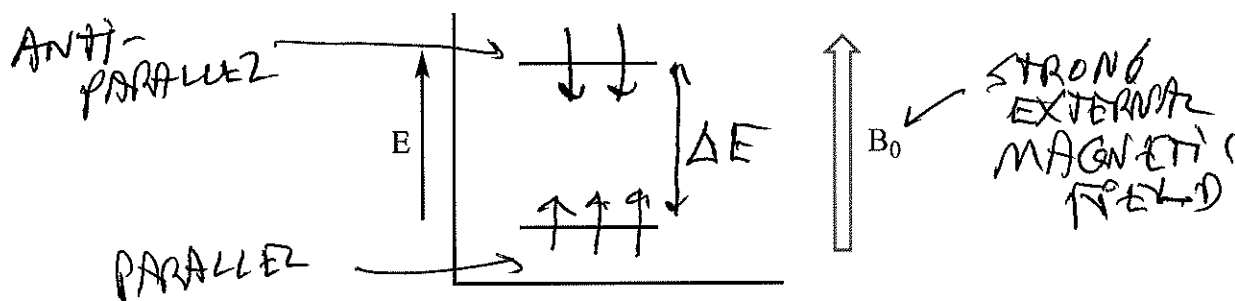 ANTI-
PARALLEL
E
ΔE
B₀
STRONG
EXTERNAL
MAGNETIC
FIELD
PARALLEL